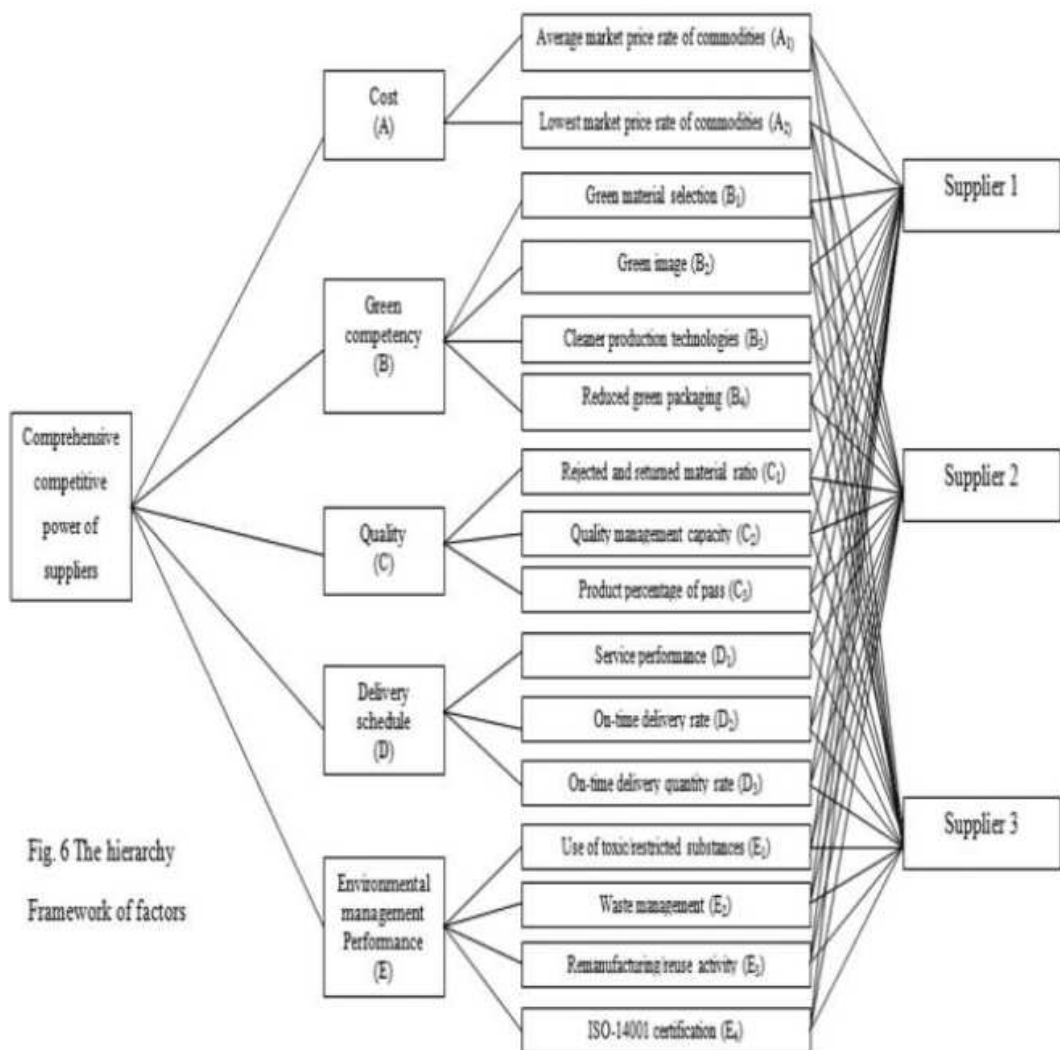 Comprehensive
competitive
power of
suppliers
Cost
(A)
Green
competency
(B)
Quality
(C)
Delivery
schedule
(D)
Environmental
management
Performance
(E)
Average market price rate of commodities (A1)
Lowest market price rate of commodities (A2)
Green material selection (B1)
Green image (B2)
Cleaner production technologies (B3)
Reduced green packaging (B4)
Rejected and returned material ratio (C1)
Quality management capacity (C2)
Product percentage of pass (C3)
Service performance (D1)
On-time delivery rate (D2)
On-time delivery quantity rate (D3)
Use of toxic/restricted substances (E1)
Waste management (E2)
Remanufacturing/reuse activity (E3)
ISO-14001 certification (E4)
Supplier 1
Supplier 2
Supplier 3
Fig. 6 The hierarchy
Framework of factors